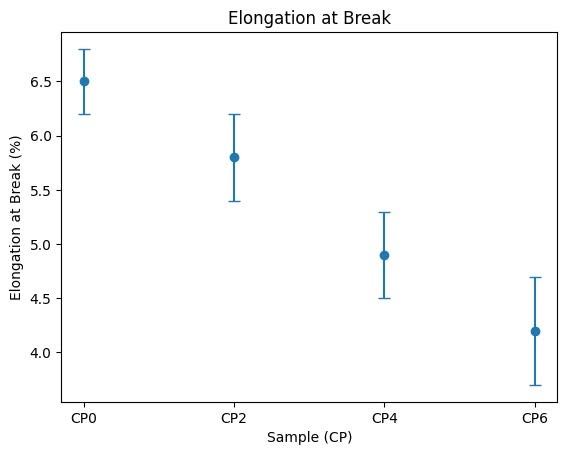 Elongation at Break
Elongation at Break (%)
6.5
6.0
5.5
5.0
4.5
4.0
CP0 CP2 CP4 CP6
Sample (CP)